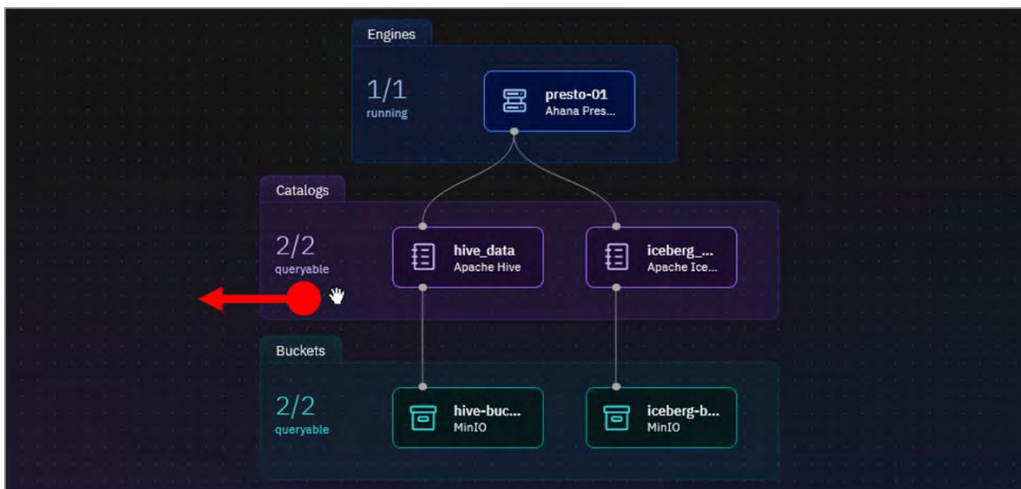 Engines
1/1
running
presto-01
Ahana Pres...
Catalogs
2/2
queryable
hive_data
Apache Hive
iceberg_...
Apache Ice...
Buckets
2/2
queryable
hive-buc...
MinIO
iceberg-b...
MinIO